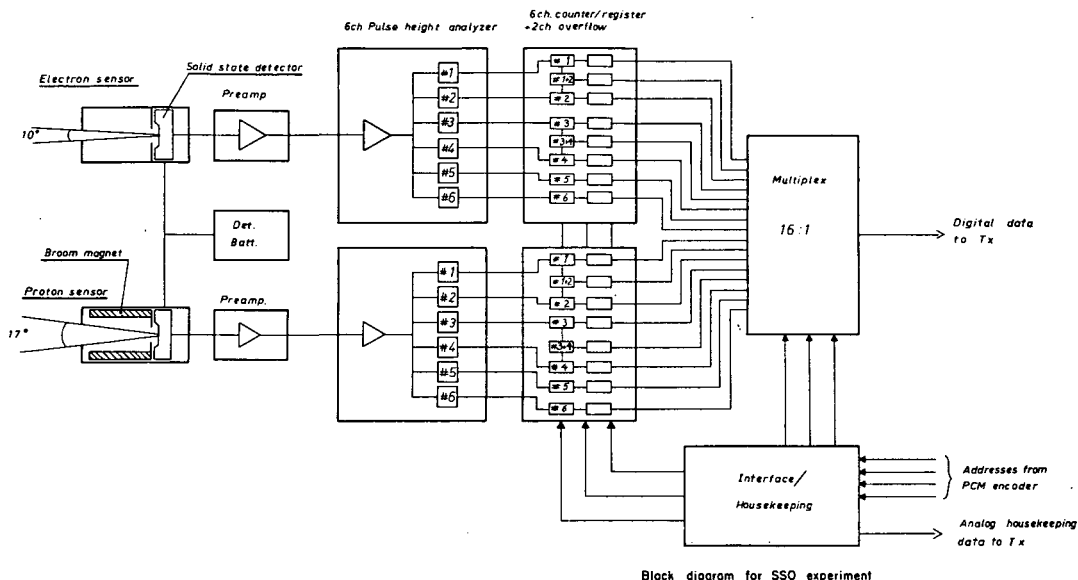 6ch Pulse height analyzer
6ch. counter/register
+2ch overflow
Solid state detector
Electron sensor
Preamp
10°
#1
#2
#3
#4
#5
#6
#1
#1+2
#2
#3
#3+4
#4
#5
#6
Multiplex
16:1
Digital data
to Tx
Det.
Batt.
Broom magnet
Proton sensor
Preamp.
17°
#1
#2
#3
#4
#5
#6
#1
#1+2
#2
#3
#3+4
#4
#5
#6
Interface/
Housekeeping
Addresses from
PCM encoder
Analog housekeeping
data to Tx
Block diagram for SSO experiment